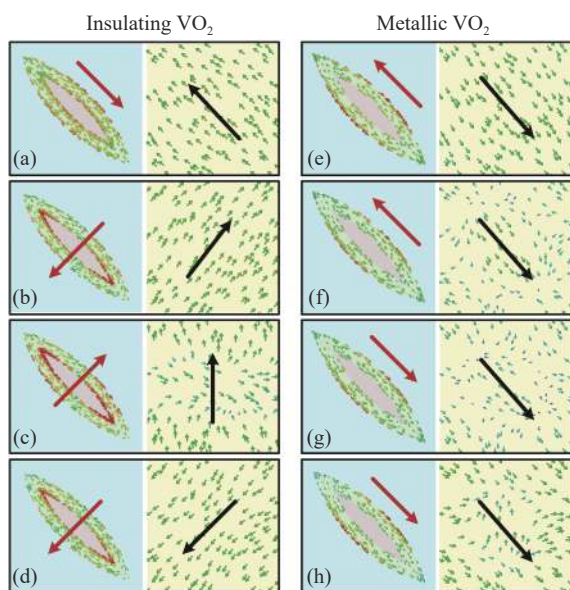 Insulating VO₂
Metallic VO₂
(a)
(e)
(b)
(f)
(c)
(g)
(d)
(h)